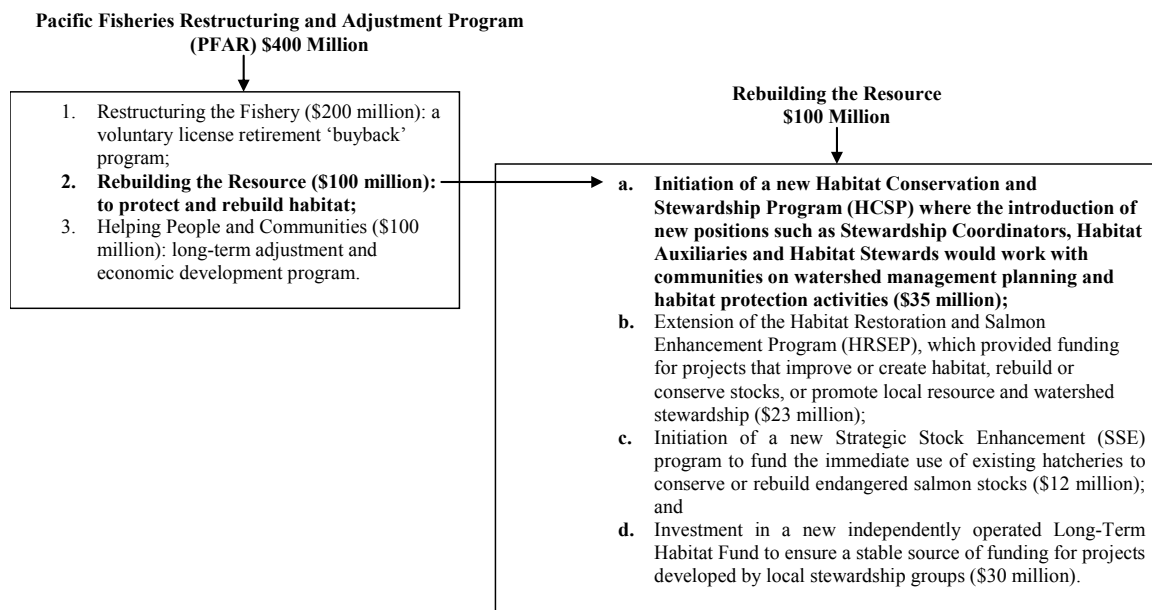 Pacific Fisheries Restructuring and Adjustment Program
(PFAR) $400 Million
1. Restructuring the Fishery ($200 million): a
voluntary license retirement ‘buyback’
program;
2. Rebuilding the Resource ($100 million):
to protect and rebuild habitat;
3. Helping People and Communities ($100
million): long-term adjustment and
economic development program.
Rebuilding the Resource
$100 Million
a. Initiation of a new Habitat Conservation and
Stewardship Program (HCSP) where the introduction of
new positions such as Stewardship Coordinators, Habitat
Auxiliaries and Habitat Stewards would work with
communities on watershed management planning and
habitat protection activities ($35 million);
b. Extension of the Habitat Restoration and Salmon
Enhancement Program (HRSEP), which provided funding
for projects that improve or create habitat, rebuild or
conserve stocks, or promote local resource and watershed
stewardship ($23 million);
c. Initiation of a new Strategic Stock Enhancement (SSE)
program to fund the immediate use of existing hatcheries to
conserve or rebuild endangered salmon stocks ($12 million);
and
d. Investment in a new independently operated Long-Term
Habitat Fund to ensure a stable source of funding for projects
developed by local stewardship groups ($30 million).